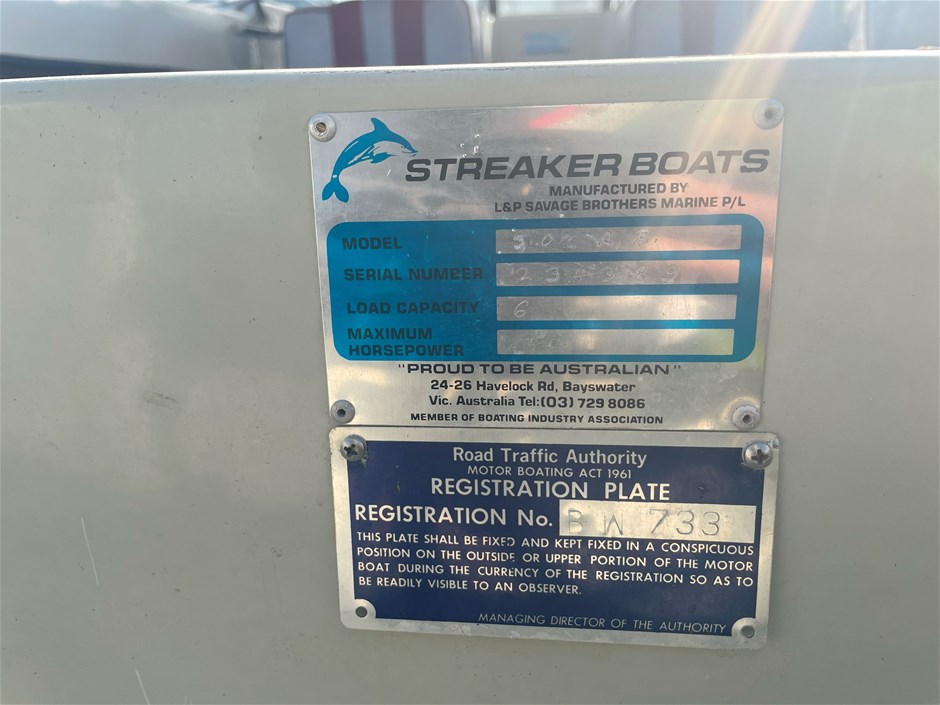 STREAKER BOATS
MANUFACTURED BY
L&P SAVAGE BROTHERS MARINE P/L
MODEL
SERIAL NUMBER
LOAD CAPACITY 6
MAXIMUM
HORSEPOWER
"PROUD TO BE AUSTRALIAN"
24-26 Havelock Rd, Bayswater
Vic. Australia Tel:(03) 729 8086
MEMBER OF BOATING INDUSTRY ASSOCIATION
Road Traffic Authority
MOTOR BOATING ACT 1961
REGISTRATION PLATE
REGISTRATION No. BW 733
THIS PLATE SHALL BE FIXED AND KEPT FIXED IN A CONSPICUOUS
POSITION ON THE OUTSIDE OR UPPER PORTION OF THE MOTOR
BOAT DURING THE CURRENCY OF THE REGISTRATION SO AS TO
BE READILY VISIBLE TO AN OBSERVER.
MANAGING DIRECTOR OF THE AUTHORITY